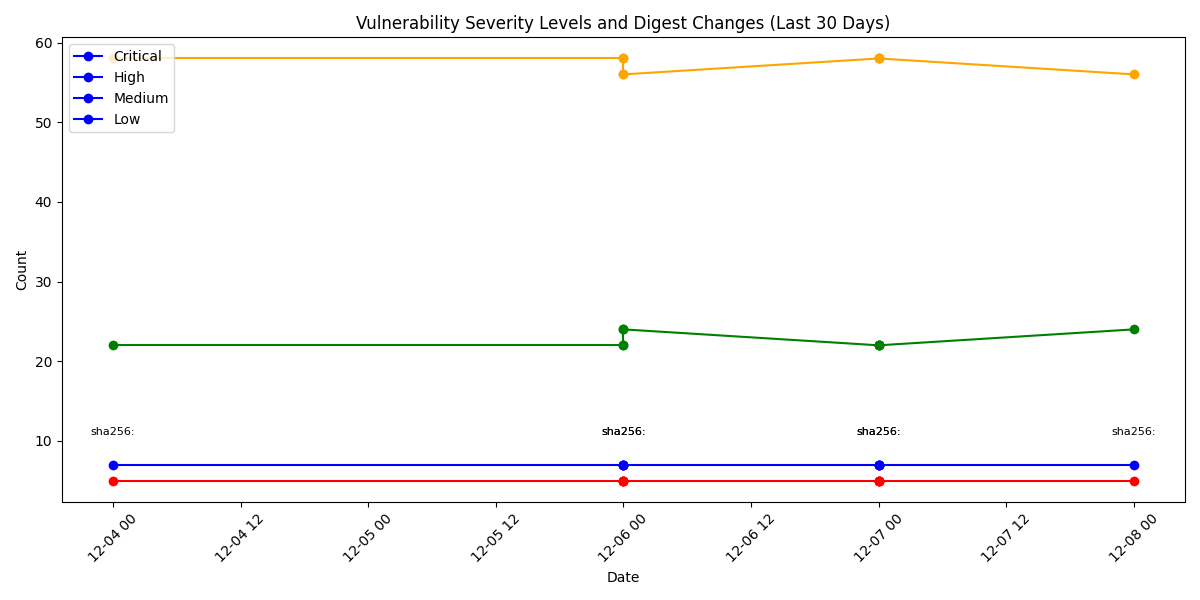 Vulnerability Severity Levels and Digest Changes (Last 30 Days)
Critical
High
Medium
Low
60
50
40
30
20
10
Count
sha256:
sha256:
sha256:
sha256:
12-04 00
12-04 12
12-05 00
12-05 12
12-06 00
12-06 12
12-07 00
12-07 12
12-08 00
Date